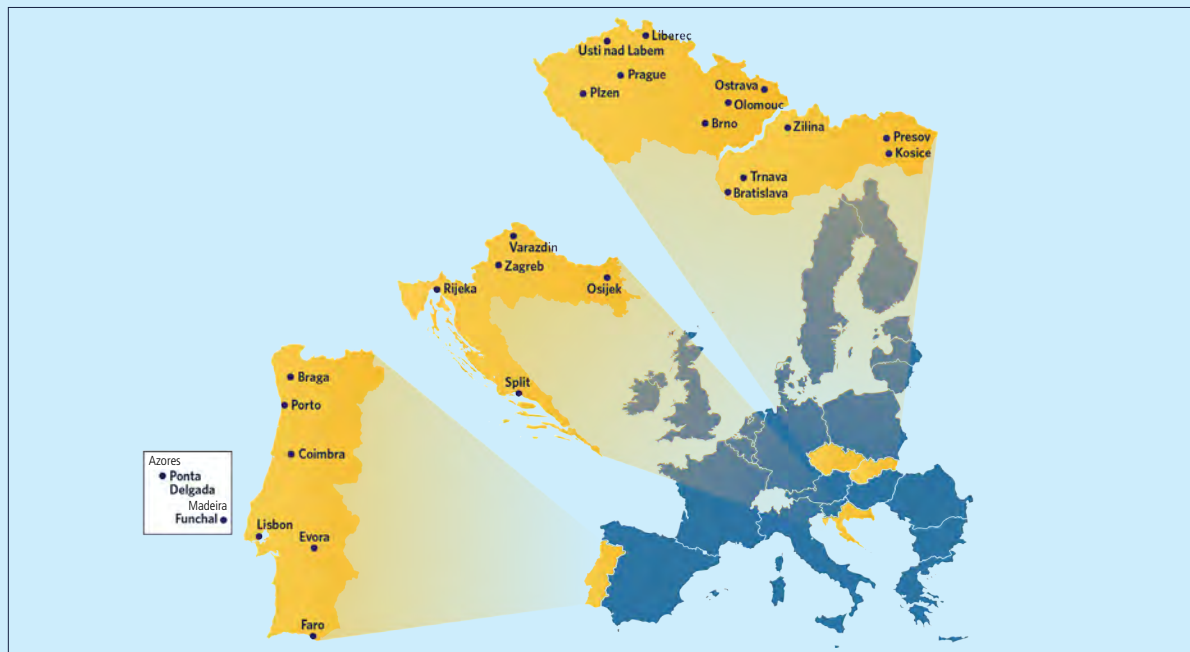 Liberec
Usti nad Labem
Prague
Plzen
Ostrava
Olomouc
Brno
Zilina
Presov
Kosice
Trnava
Bratislava
Varazdin
Zagreb
Rijeka
Osijek
Split
Braga
Porto
Coimbra
Azores
Ponta
Delgada
Madeira
Funchal
Lisbon
Evora
Faro